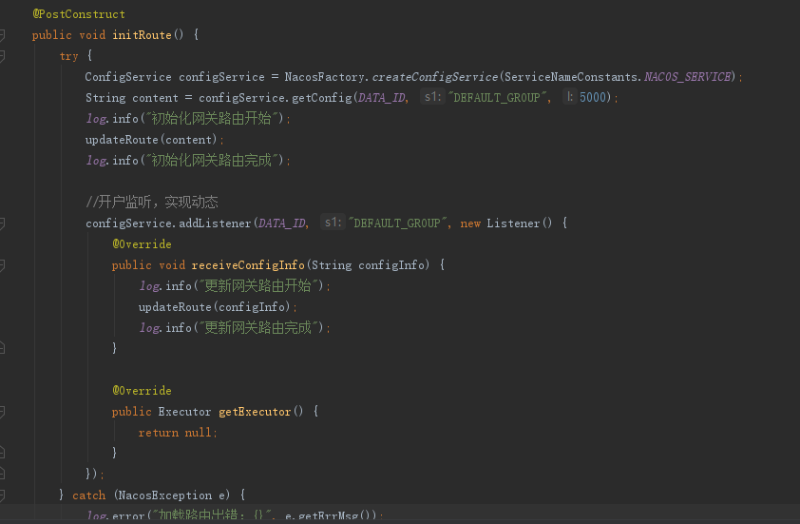 @PostConstruct
public void initRoute() {
try {
ConfigService configService = NacosFactory.createConfigService(ServiceNameConstants.NACOS_SERVICE);
String content = configService.getConfig(DATA_ID, s1: "DEFAULT_GROUP", l: 5000);
log.info("初始化网关路由开始");
updateRoute(content);
log.info("初始化网关路由完成");
//开户监听，实现动态
configService.addListener(DATA_ID, s1: "DEFAULT_GROUP", new Listener() {
@Override
public void receiveConfigInfo(String configInfo) {
log.info("更新网关路由开始");
updateRoute(configInfo);
log.info("更新网关路由完成");
}
@Override
public Executor getExecutor() {
return null;
}
});
} catch (NacosException e) {
log.error("加载路由出错：{}", e.getErrMsg());